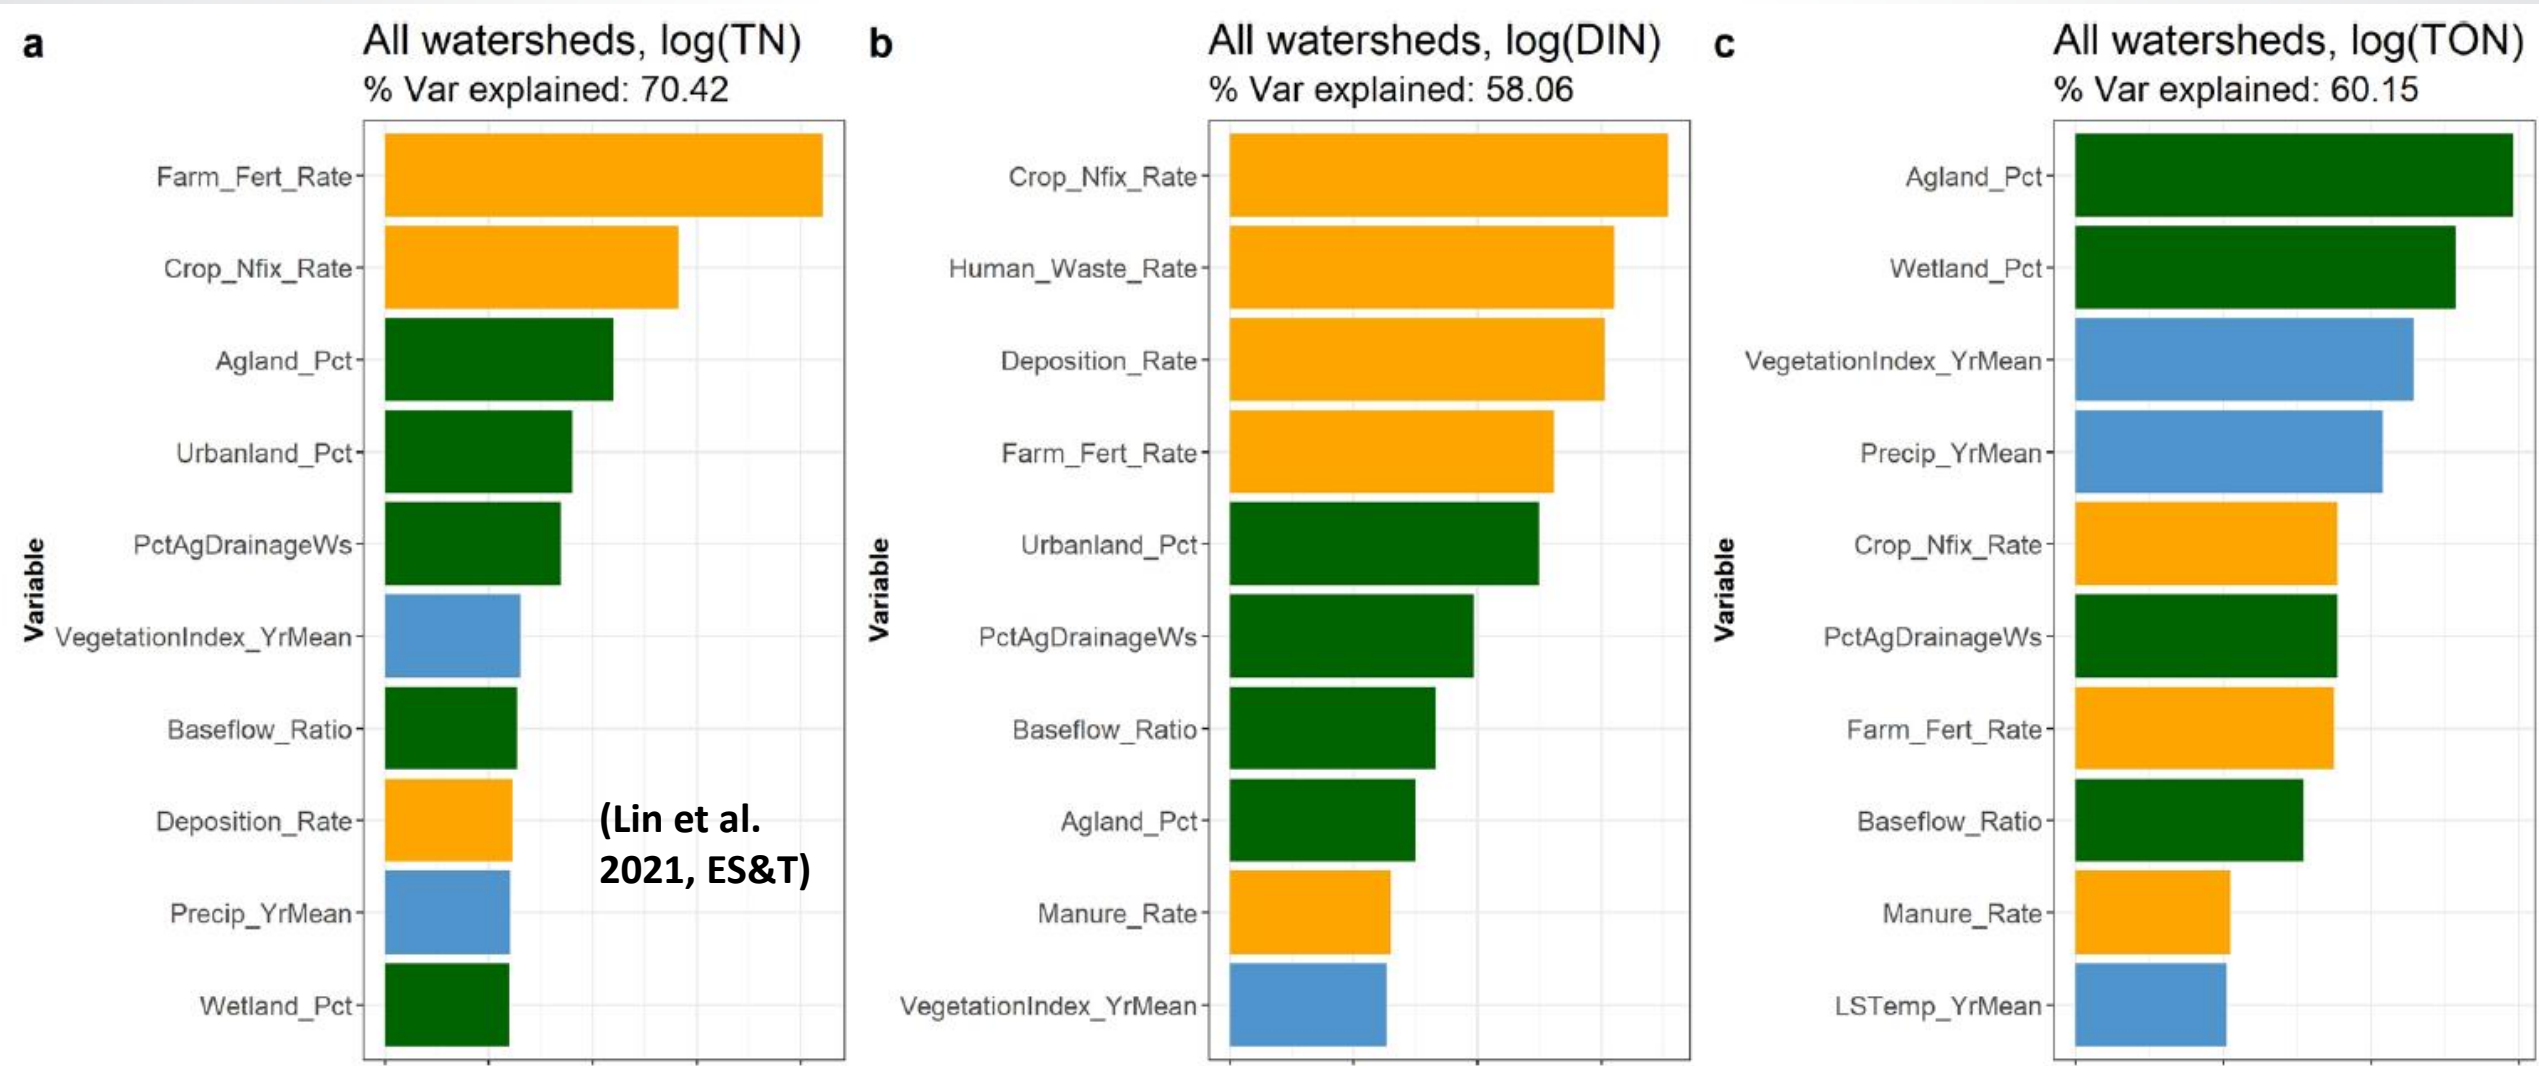 a
All watersheds, log(TN)
% Var explained: 70.42
Variable
Farm_Fert_Rate
Crop_Nfix_Rate
Agland_Pct
Urbanland_Pct
PctAgDrainageWs
VegetationIndex_YrMean
Baseflow_Ratio
Deposition_Rate
Precip_YrMean
Wetland_Pct
(Lin et al.
2021, ES&T)
b
All watersheds, log(DIN)
% Var explained: 58.06
Variable
Crop_Nfix_Rate
Human_Waste_Rate
Deposition_Rate
Farm_Fert_Rate
Urbanland_Pct
PctAgDrainageWs
Baseflow_Ratio
Agland_Pct
Manure_Rate
VegetationIndex_YrMean
c
All watersheds, log(TON)
% Var explained: 60.15
Variable
Agland_Pct
Wetland_Pct
VegetationIndex_YrMean
Precip_YrMean
Crop_Nfix_Rate
PctAgDrainageWs
Farm_Fert_Rate
Baseflow_Ratio
Manure_Rate
LSTemp_YrMean